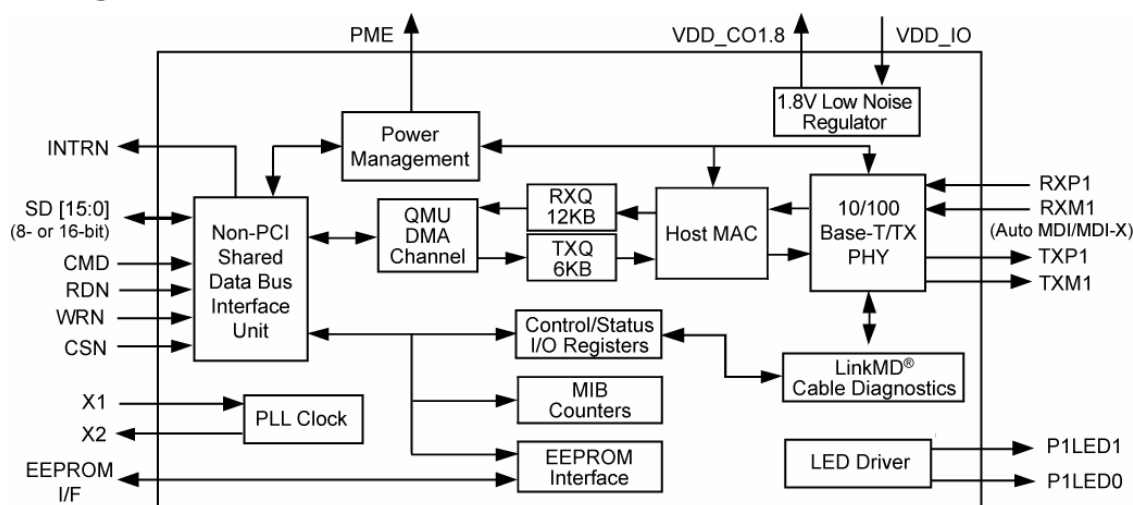 PME
VDD_CO1.8
VDD_IO
1.8V Low Noise
Regulator
Power
Management
INTRN
SD [15:0]
(8- or 16-bit)
CMD
RDN
WRN
CSN
Non-PCI
Shared
Data Bus
Interface
Unit
QMU
DMA
Channel
RXQ
12KB
TXQ
6KB
Host MAC
10/100
Base-T/TX
PHY
RXP1
RXM1
(Auto MDI/MDI-X)
TXP1
TXM1
Control/Status
I/O Registers
LinkMD®
Cable Diagnostics
X1
X2
PLL Clock
MIB
Counters
EEPROM
I/F
EEPROM
Interface
LED Driver
P1LED1
P1LED0